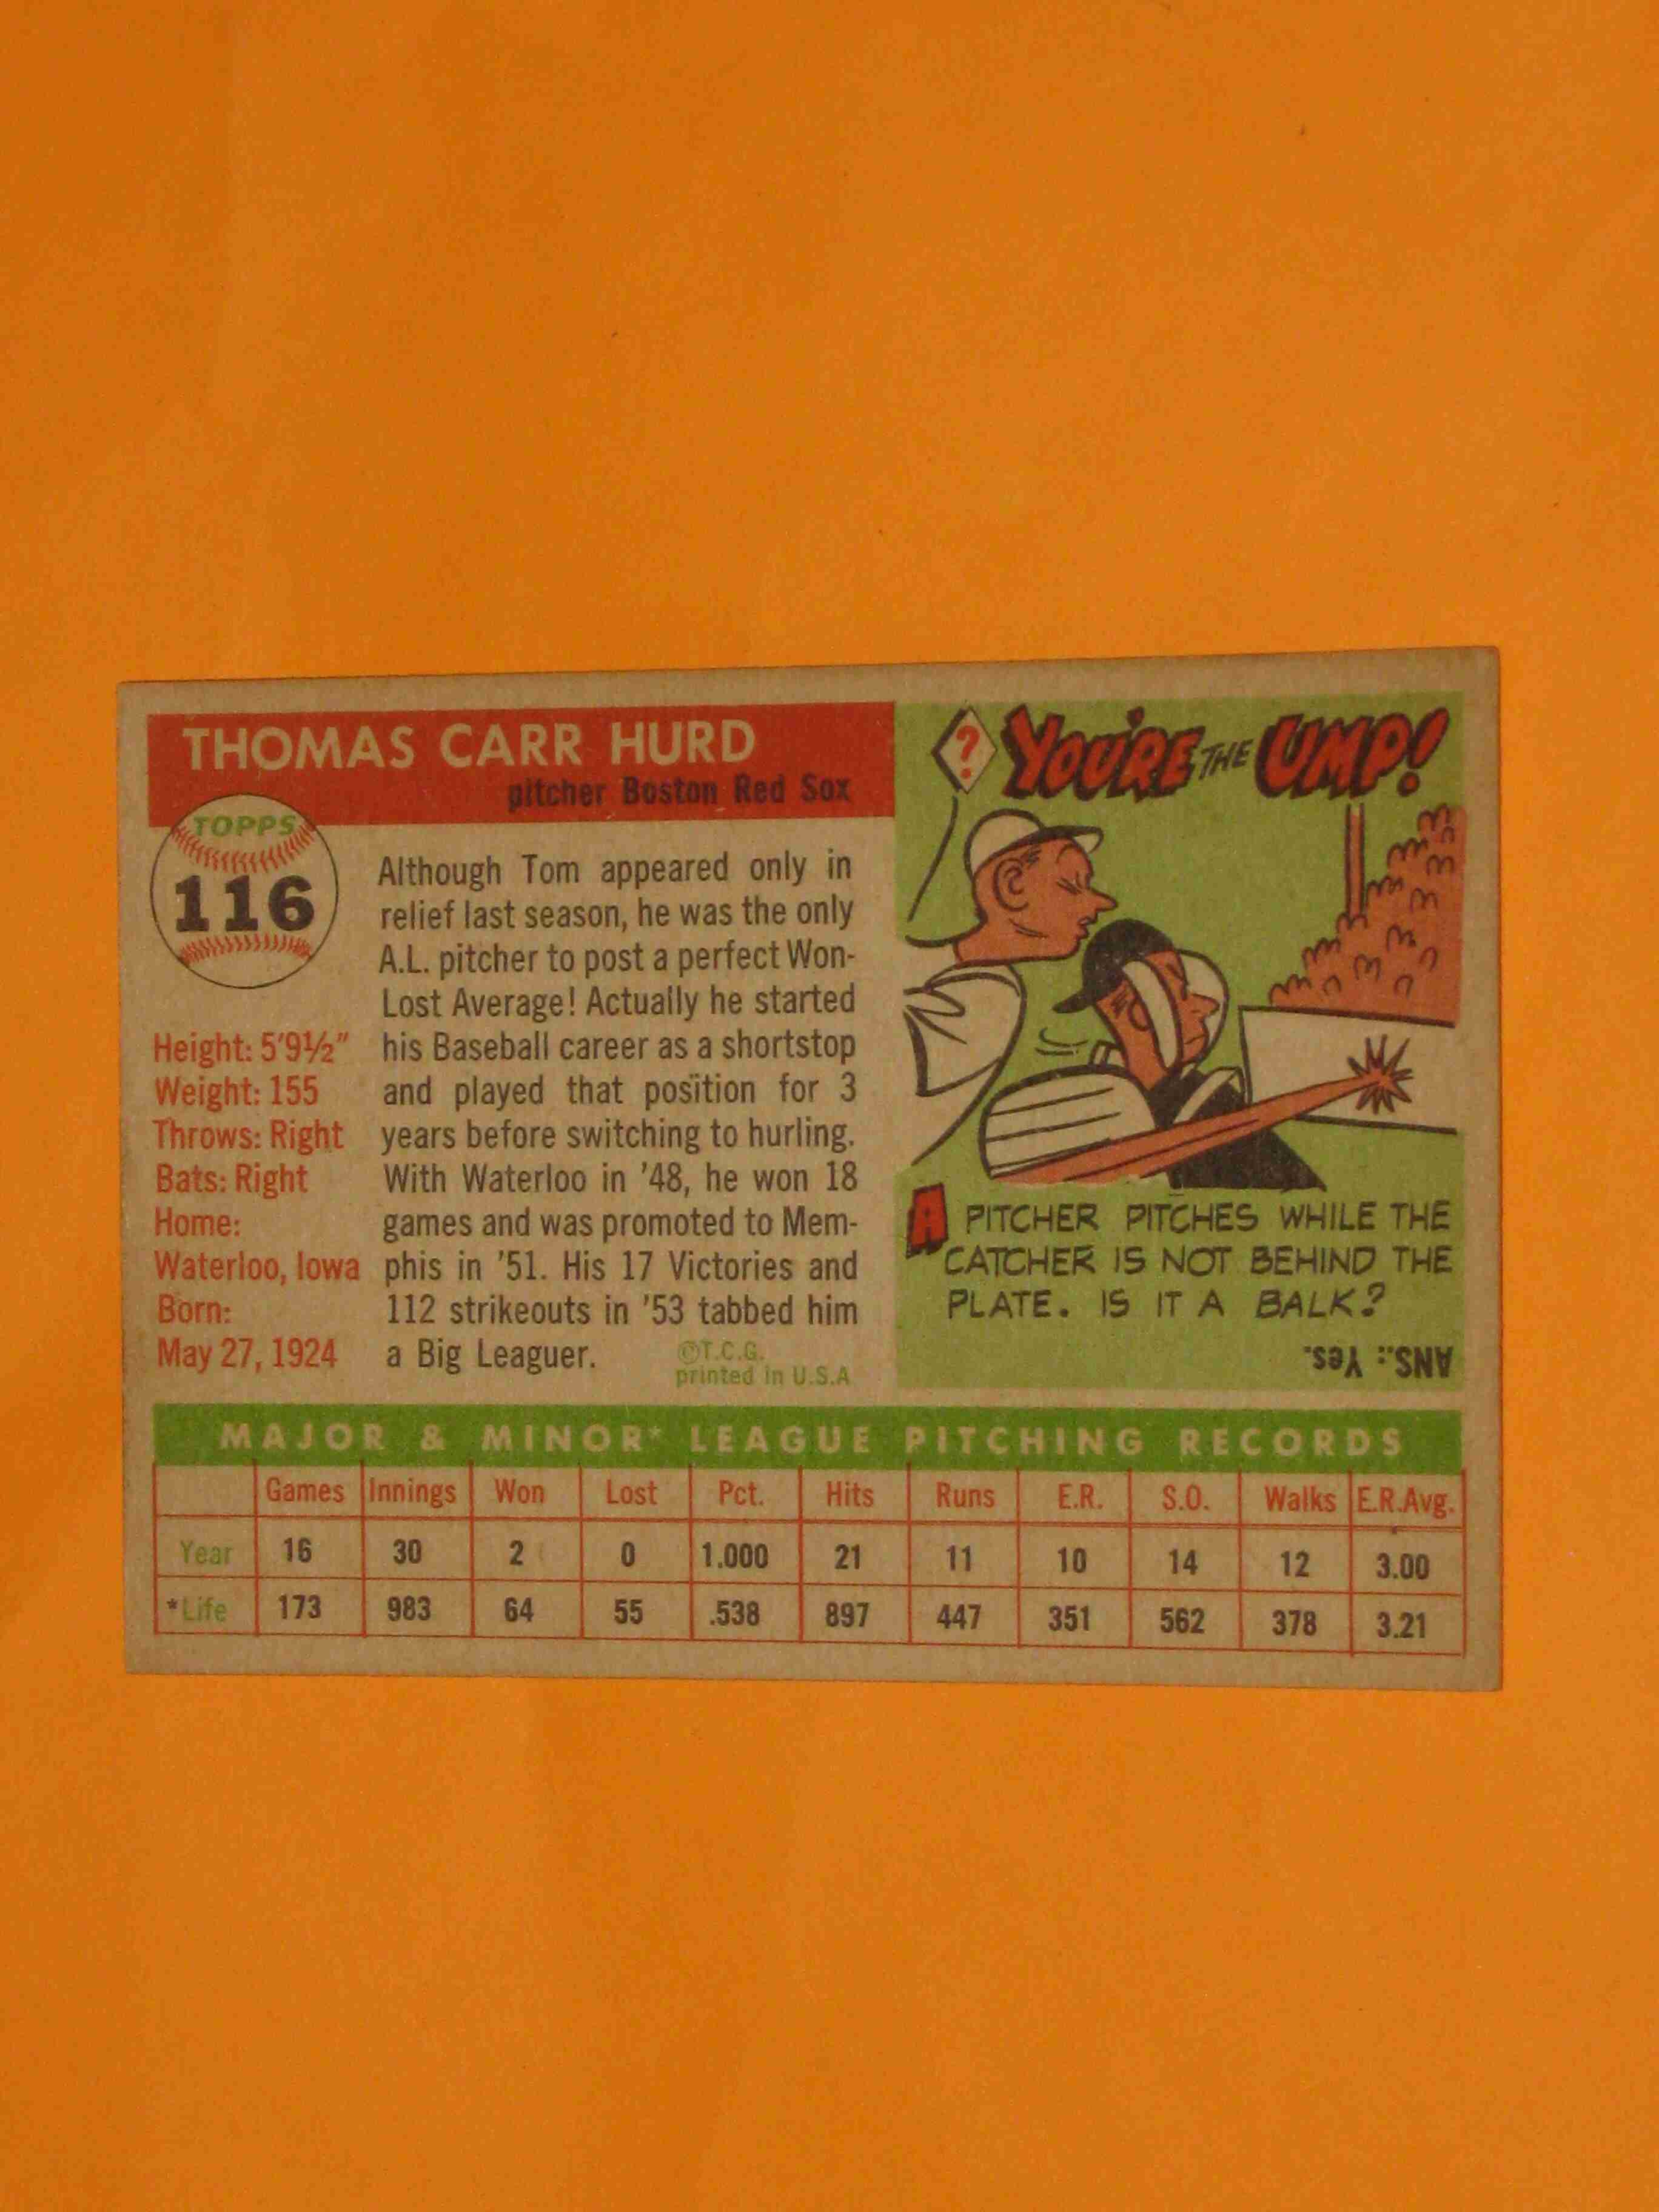 THOMAS CARR HURD
pitcher Boston Red Sox
TOPPS
116
Height: 5'9½"
Weight: 155
Throws: Right
Bats: Right
Home:
Waterloo, Iowa
Born:
May 27, 1924
Although Tom appeared only in
relief last season, he was the only
A.L. pitcher to post a perfect Won-
Lost Average! Actually he started
his Baseball career as a shortstop
and played that position for 3
years before switching to hurling.
With Waterloo in '48, he won 18
games and was promoted to Mem-
phis in '51. His 17 Victories and
112 strikeouts in '53 tabbed him
a Big Leaguer.
©T.C.G.
printed in U.S.A
? YOU'RE THE UMP!
A PITCHER PITCHES WHILE THE
CATCHER IS NOT BEHIND THE
PLATE. IS IT A BALK?
ANS.: Yes.
MAJOR & MINOR* LEAGUE PITCHING RECORDS
Games Innings Won Lost Pct. Hits Runs E.R. S.O. Walks E.R.Avg.
Year 16 30 2 0 1.000 21 11 10 14 12 3.00
*Life 173 983 64 55 .538 897 447 351 562 378 3.21